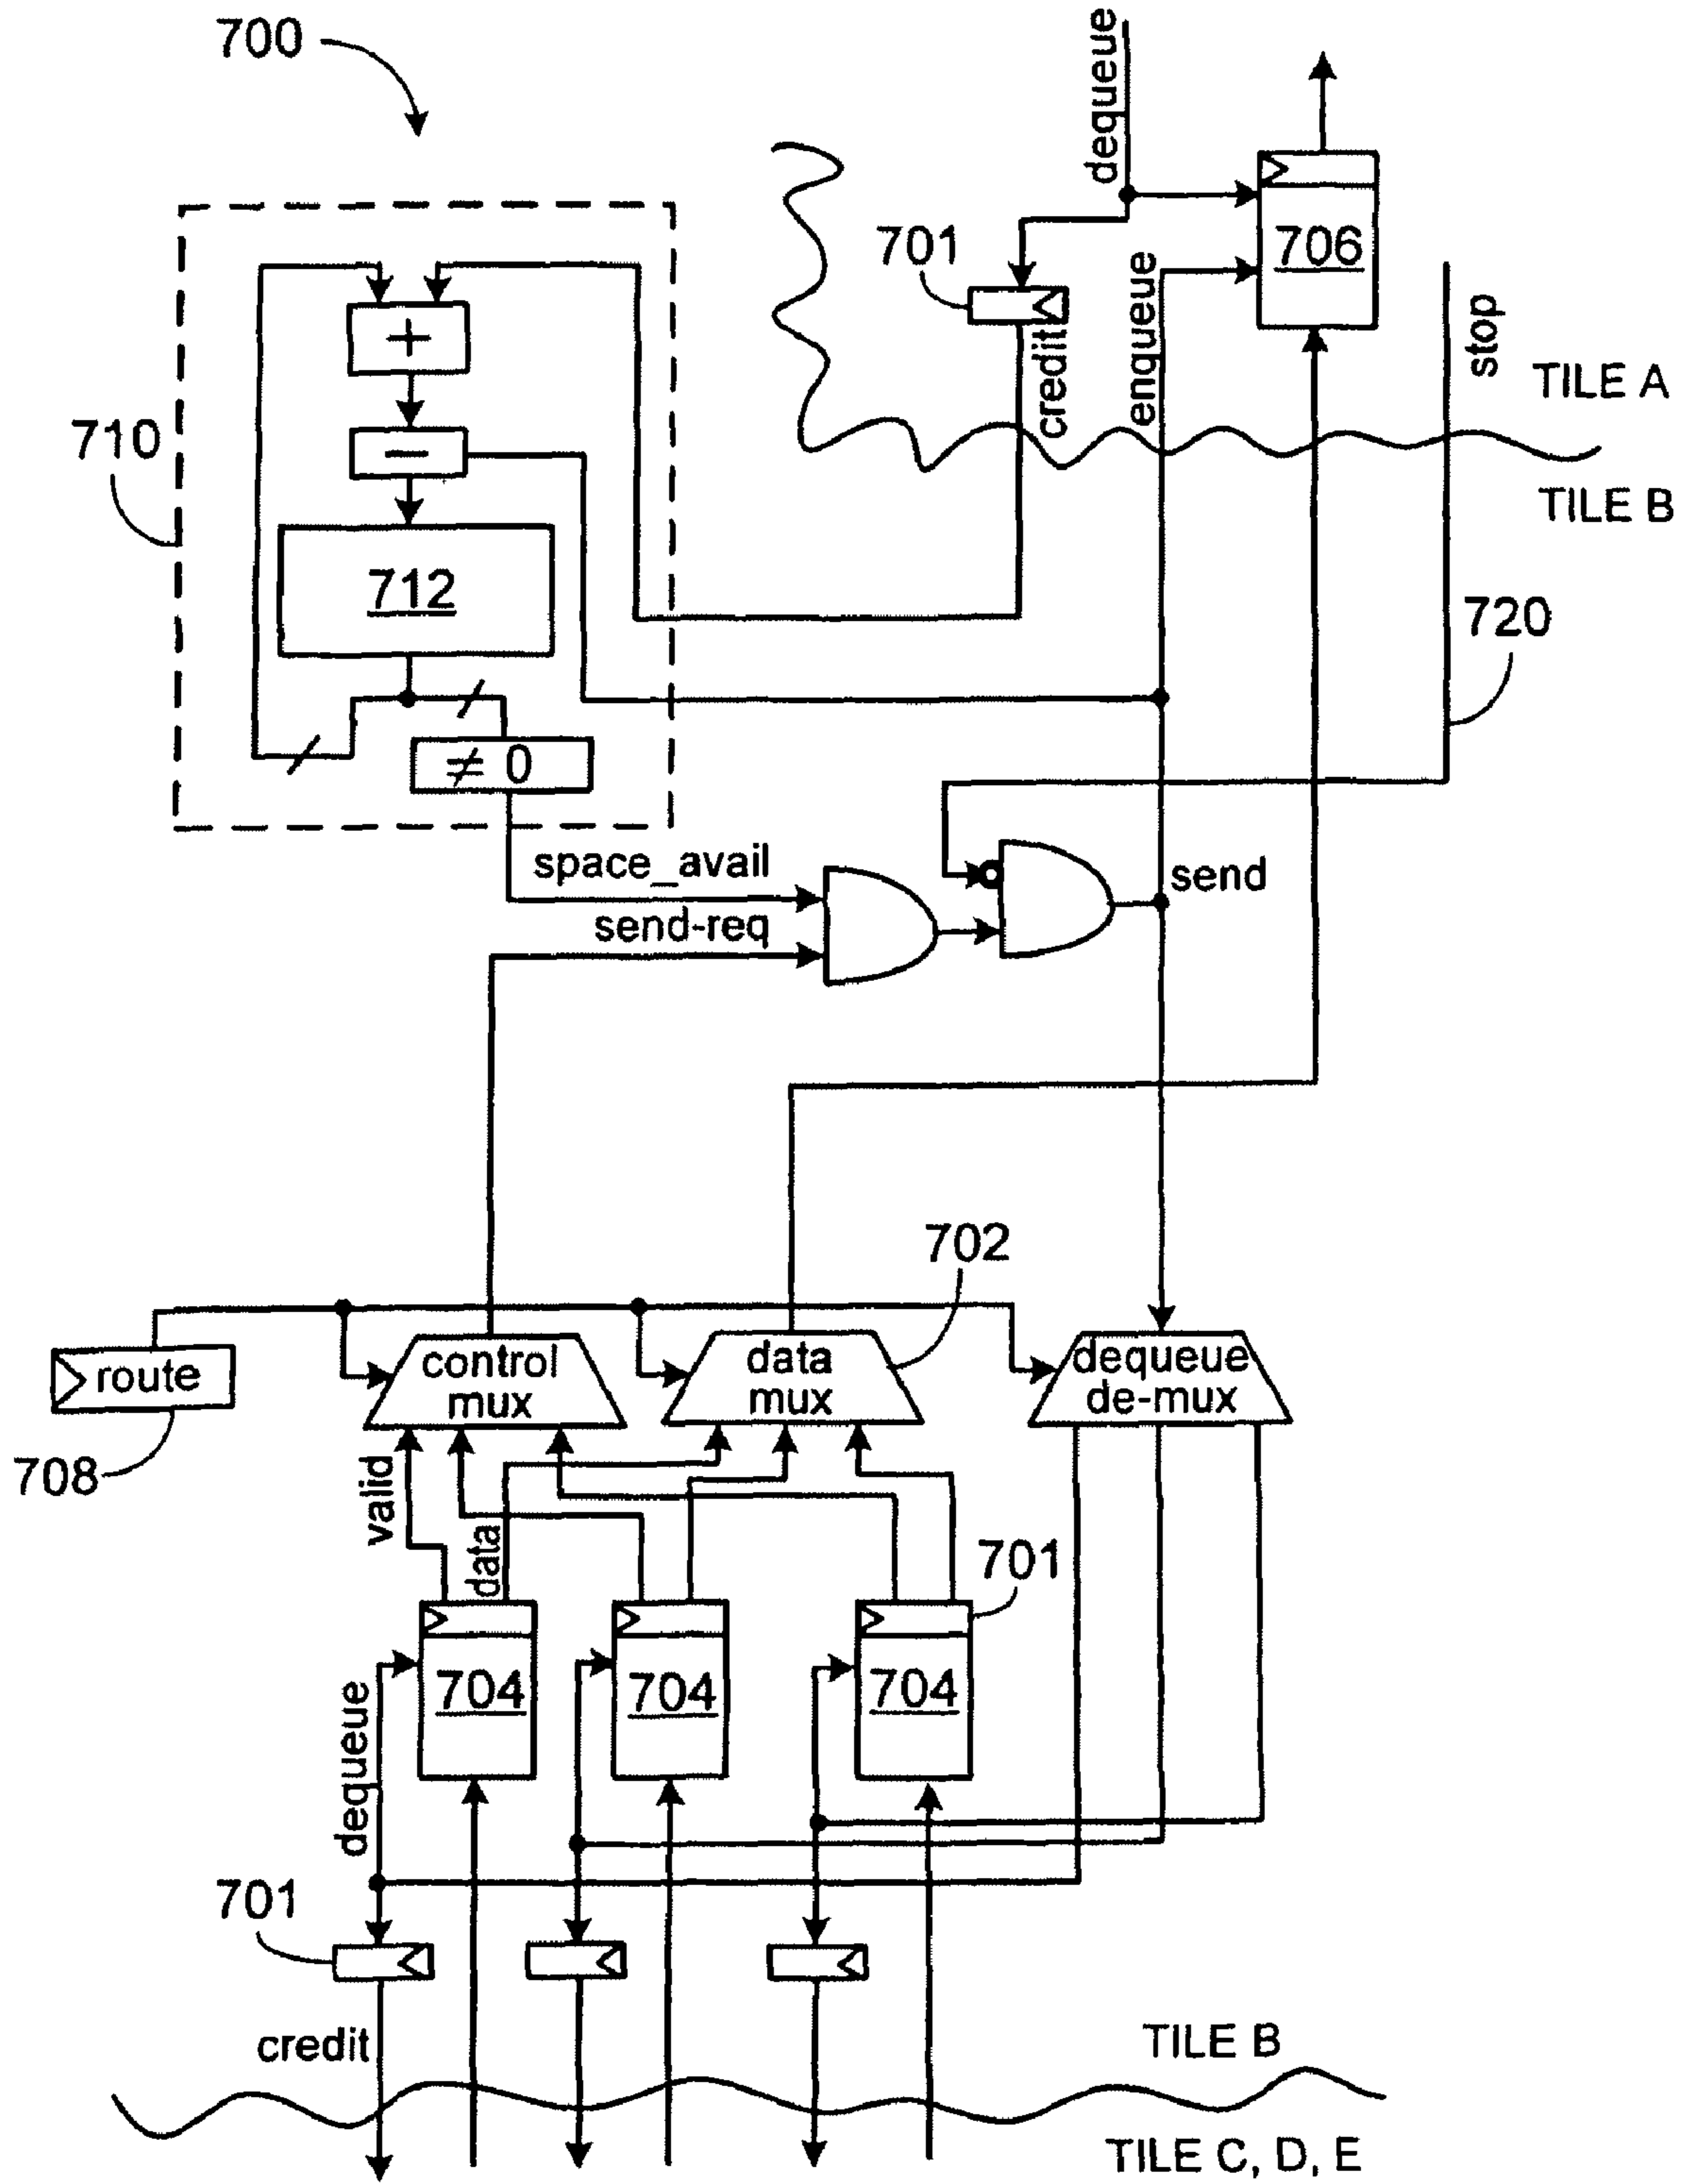 700
dequeue
706
701
credit
enqueue
stop
TILE A
+
710
−
TILE B
712
720
≠ 0
space_avail
send
send-req
702
route
control
mux
data
mux
dequeue
de-mux
708
valid
data
701
704
704
704
dequeue
701
credit
TILE B
TILE C, D, E